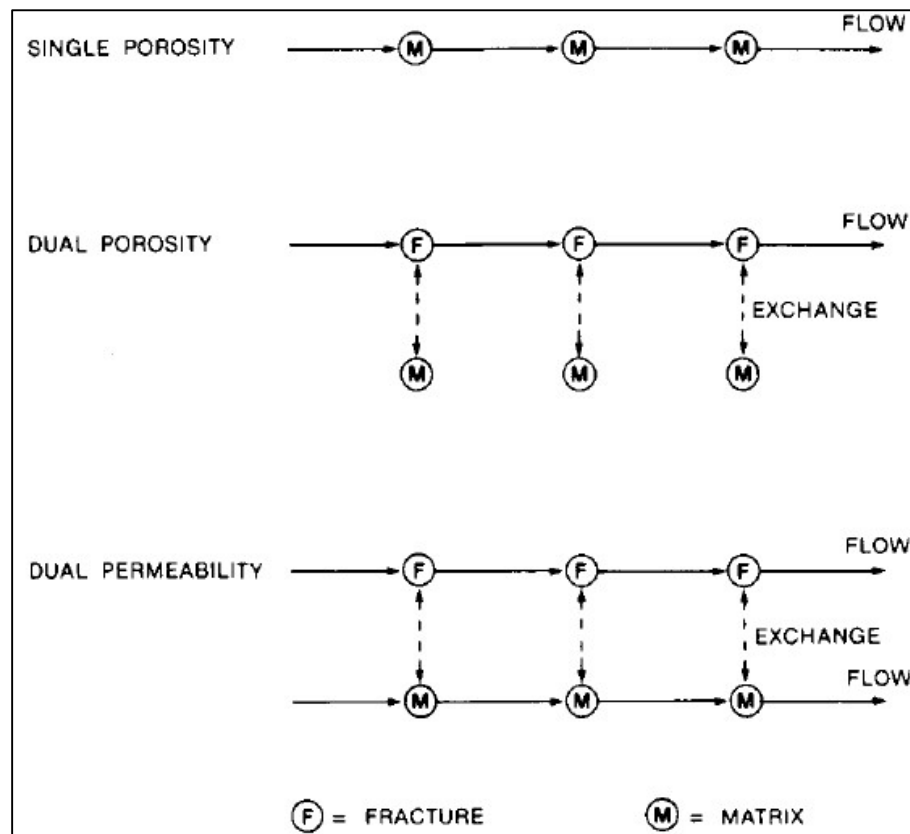 FLOW
SINGLE POROSITY
M M M
FLOW
DUAL POROSITY
F F F
EXCHANGE
M M M
FLOW
DUAL PERMEABILITY
F F F
EXCHANGE
FLOW
M M M
F = FRACTURE M = MATRIX